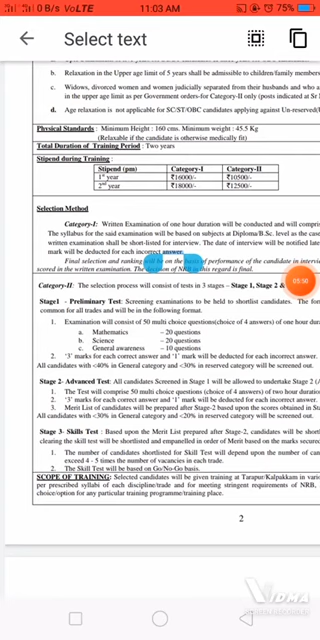 0 B/s VoLTE 11:03 AM 75%
Select text
b. Relaxation in the Upper age limit of 5 years shall be admissible to children/family members
c. Widows, divorced women and women judicially separated from their husbands and who a
in the upper age limit as per Government orders-for Category-II only (posts indicated at Sr
d. Age relaxation is not applicable for SC/ST/OBC candidates applying against Un-reserved/
Physical Standards : Minimum Height : 160 cms. Minimum weight : 45.5 Kg
(Relaxable if the candidate is otherwise medically fit)
Total Duration of Training Period : Two years
Stipend during Training:
Stipend (pm) Category-I Category-II
1st year ₹16000/- ₹10500/-
2nd year ₹18000/- ₹12500/-
Selection Method
Category-I: Written Examination of one hour duration will be conducted and will compri
The syllabus for the said examination will be based on subjects at Diploma/B.Sc. level as the case
written examination shall be short-listed for interview. The date of interview will be notified late
mark will be deducted for each incorrect answer.
Final selection and ranking will be on the basis of performance of the candidate in intervie
scored in the written examination. The decision of NRB in this regard is final.
05:50
Category-II: The selection process will consist of tests in 3 stages – Stage 1, Stage 2 &
Stage1 - Preliminary Test: Screening examinations to be held to shortlist candidates. The for
common for all trades and will be in the following format.
1. Examination will consist of 50 multi choice questions(choice of 4 answers) of one hour dura
a. Mathematics – 20 questions
b. Science – 20 questions
c. General awareness – 10 questions
2. '3' marks for each correct answer and '1' mark will be deducted for each incorrect answer.
All candidates with <40% in General category and <30% in reserved category will be screened out.
Stage 2- Advanced Test: All candidates Screened in Stage 1 will be allowed to undertake Stage 2 (
1. The Test will comprise 50 multi choice questions (choice of 4 answers) of two hour duration
2. '3' marks for each correct answer and '1' mark will be deducted for each incorrect answer.
3. Merit List of candidates will be prepared after Stage-2 based upon the scores obtained in St
All candidates with <30% in General category and <20% in reserved category will be screened out.
Stage 3- Skills Test : Based upon the Merit List prepared after Stage-2, candidates will be short
clearing the skill test will be shortlisted and empanelled in order of Merit based on the marks secured
1. The number of candidates shortlisted for Skill Test will depend upon the number of can
exceed 4 - 5 times the number of vacancies in each trade.
2. The Skill Test will be based on Go/No-Go basis.
SCOPE OF TRAINING: Selected candidates will be given training at Tarapur/Kalpakkam in various
per prescribed syllabi of each discipline/trade and for meeting stringent requirements of NRB,
choice/option for any particular training programme/training place.
2
VIDMA